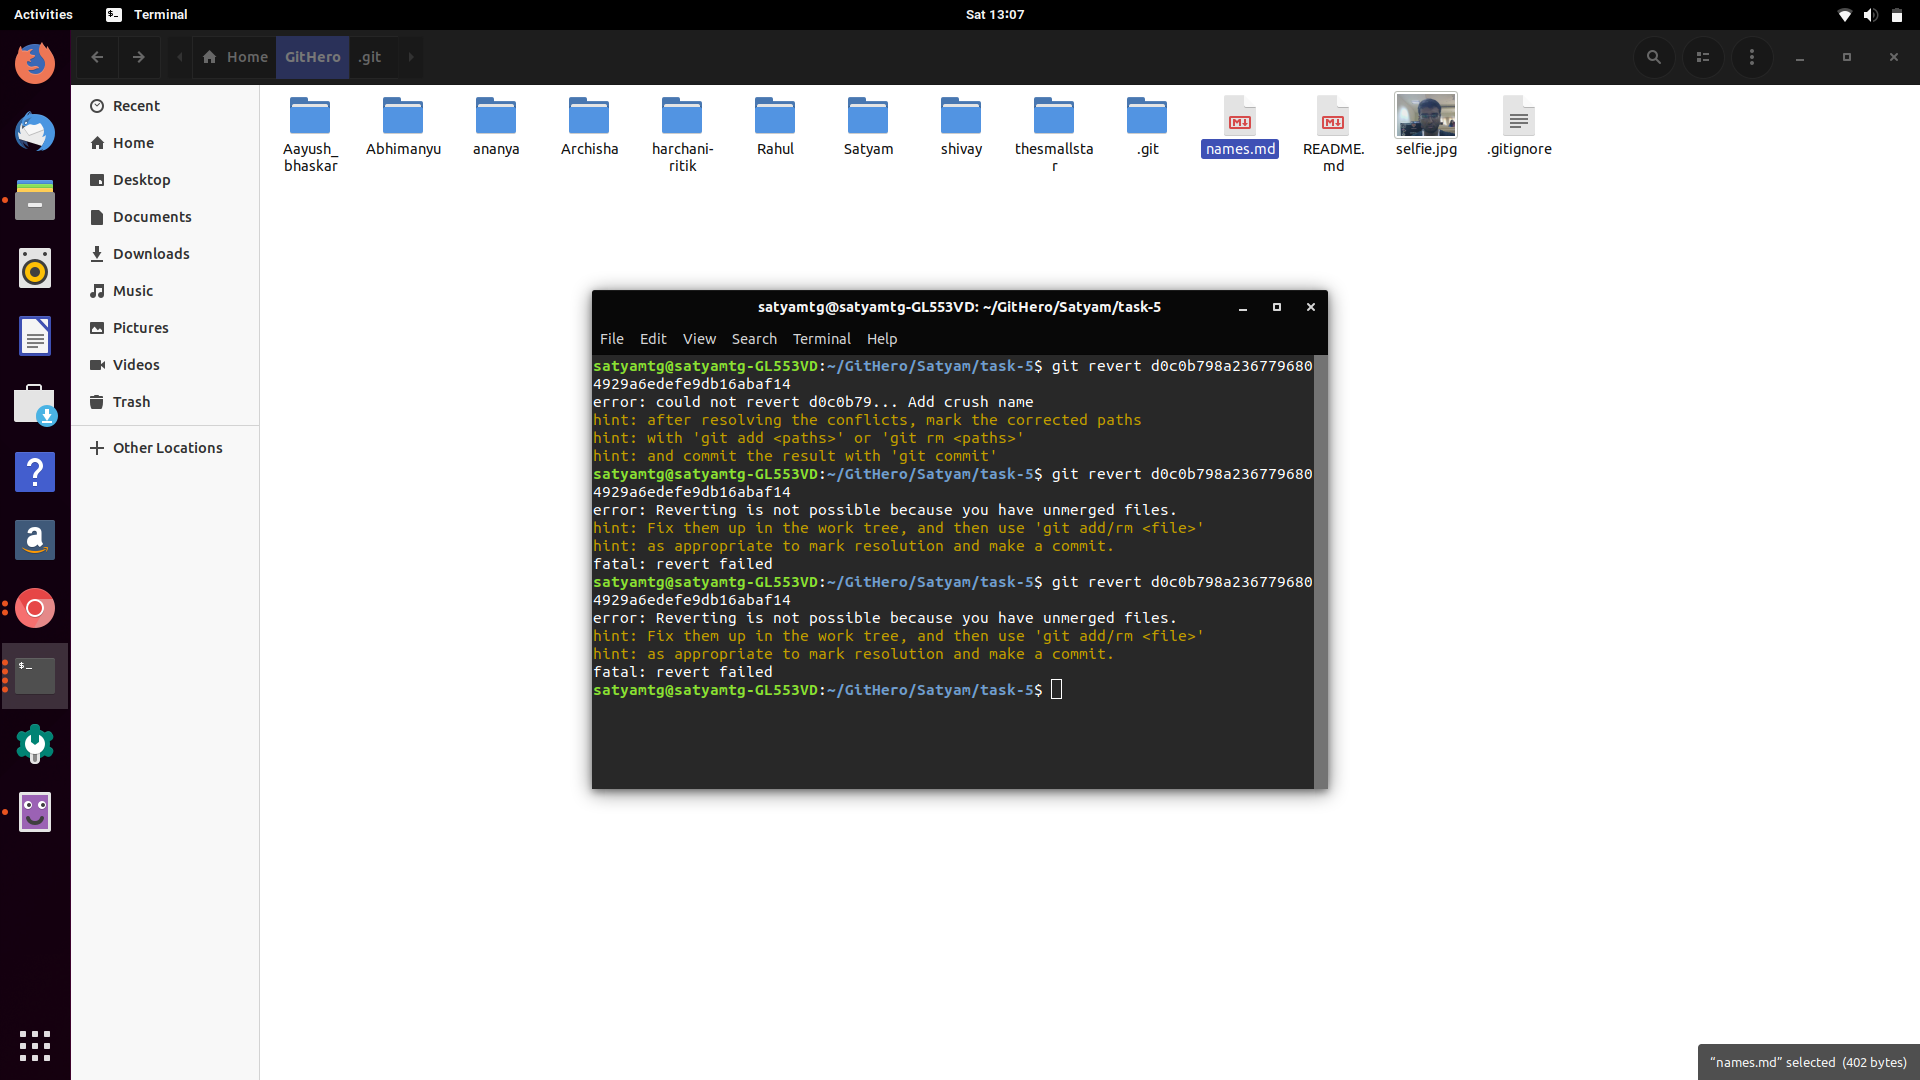 Activities Terminal Sat 13:07
Home GitHero .git
Recent
Home
Desktop
Documents
Downloads
Music
Pictures
Videos
Trash
Other Locations
Aayush_
bhaskar
Abhimanyu
ananya
Archisha
harchani-
ritik
Rahul
Satyam
shivay
thesmallsta
r
.git
names.md
README.
md
selfie.jpg
.gitignore
satyamtg@satyamtg-GL553VD: ~/GitHero/Satyam/task-5
File Edit View Search Terminal Help
satyamtg@satyamtg-GL553VD:~/GitHero/Satyam/task-5$ git revert d0c0b798a236779680
4929a6edefe9db16abaf14
error: could not revert d0c0b79... Add crush name
hint: after resolving the conflicts, mark the corrected paths
hint: with 'git add <paths>' or 'git rm <paths>'
hint: and commit the result with 'git commit'
satyamtg@satyamtg-GL553VD:~/GitHero/Satyam/task-5$ git revert d0c0b798a236779680
4929a6edefe9db16abaf14
error: Reverting is not possible because you have unmerged files.
hint: Fix them up in the work tree, and then use 'git add/rm <file>'
hint: as appropriate to mark resolution and make a commit.
fatal: revert failed
satyamtg@satyamtg-GL553VD:~/GitHero/Satyam/task-5$ git revert d0c0b798a236779680
4929a6edefe9db16abaf14
error: Reverting is not possible because you have unmerged files.
hint: Fix them up in the work tree, and then use 'git add/rm <file>'
hint: as appropriate to mark resolution and make a commit.
fatal: revert failed
satyamtg@satyamtg-GL553VD:~/GitHero/Satyam/task-5$
“names.md” selected (402 bytes)